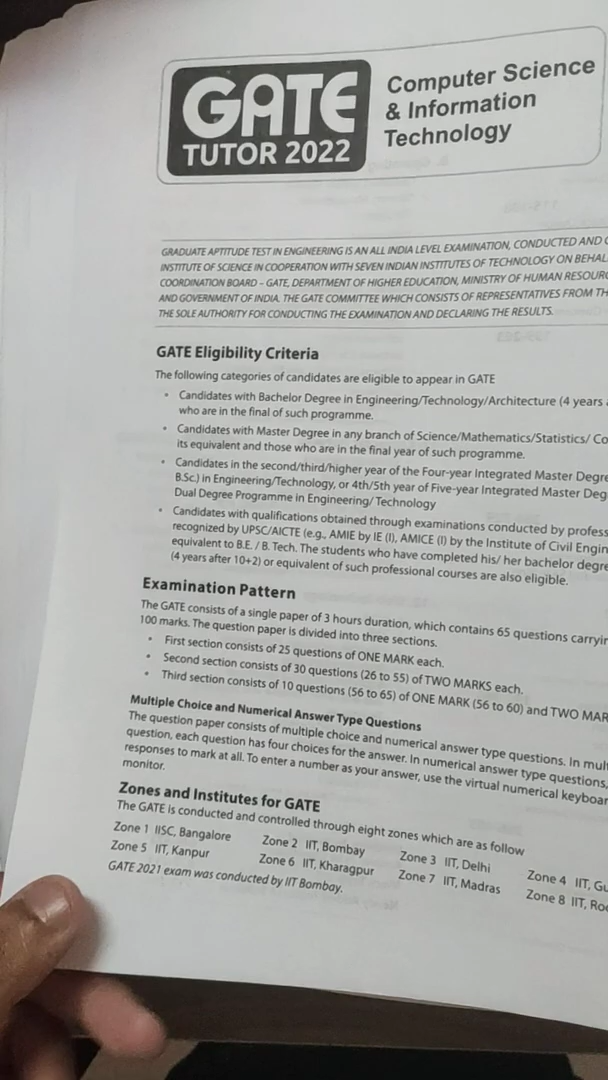 GATE
TUTOR 2022
Computer Science
& Information
Technology
GRADUATE APTITUDE TEST IN ENGINEERING IS AN ALL INDIA LEVEL EXAMINATION, CONDUCTED AND
INSTITUTE OF SCIENCE IN COOPERATION WITH SEVEN INDIAN INSTITUTES OF TECHNOLOGY ON BEHAL
COORDINATION BOARD – GATE, DEPARTMENT OF HIGHER EDUCATION, MINISTRY OF HUMAN RESOUR
AND GOVERNMENT OF INDIA. THE GATE COMMITTEE WHICH CONSISTS OF REPRESENTATIVES FROM TH
THE SOLE AUTHORITY FOR CONDUCTING THE EXAMINATION AND DECLARING THE RESULTS.
GATE Eligibility Criteria
The following categories of candidates are eligible to appear in GATE
• Candidates with Bachelor Degree in Engineering/Technology/Architecture (4 years
who are in the final of such programme.
• Candidates with Master Degree in any branch of Science/Mathematics/Statistics/ Co
its equivalent and those who are in the final year of such programme.
• Candidates in the second/third/higher year of the Four-year Integrated Master Degre
B.Sc.) in Engineering/Technology, or 4th/5th year of Five-year Integrated Master Deg
Dual Degree Programme in Engineering/ Technology
• Candidates with qualifications obtained through examinations conducted by profess
recognized by UPSC/AICTE (e.g., AMIE by IE (I), AMICE (I) by the Institute of Civil Engin
equivalent to B.E. / B. Tech. The students who have completed his/ her bachelor degre
(4 years after 10+2) or equivalent of such professional courses are also eligible.
Examination Pattern
The GATE consists of a single paper of 3 hours duration, which contains 65 questions carryin
100 marks. The question paper is divided into three sections.
• First section consists of 25 questions of ONE MARK each.
• Second section consists of 30 questions (26 to 55) of TWO MARKS each.
• Third section consists of 10 questions (56 to 65) of ONE MARK (56 to 60) and TWO MAR
Multiple Choice and Numerical Answer Type Questions
The question paper consists of multiple choice and numerical answer type questions. In mult
question, each question has four choices for the answer. In numerical answer type questions,
responses to mark at all. To enter a number as your answer, use the virtual numerical keyboar
monitor.
Zones and Institutes for GATE
The GATE is conducted and controlled through eight zones which are as follow
Zone 1 IISC, Bangalore Zone 2 IIT, Bombay Zone 3 IIT, Delhi Zone 4 IIT, Gu
Zone 5 IIT, Kanpur Zone 6 IIT, Kharagpur Zone 7 IIT, Madras Zone 8 IIT, Roo
GATE 2021 exam was conducted by IIT Bombay.